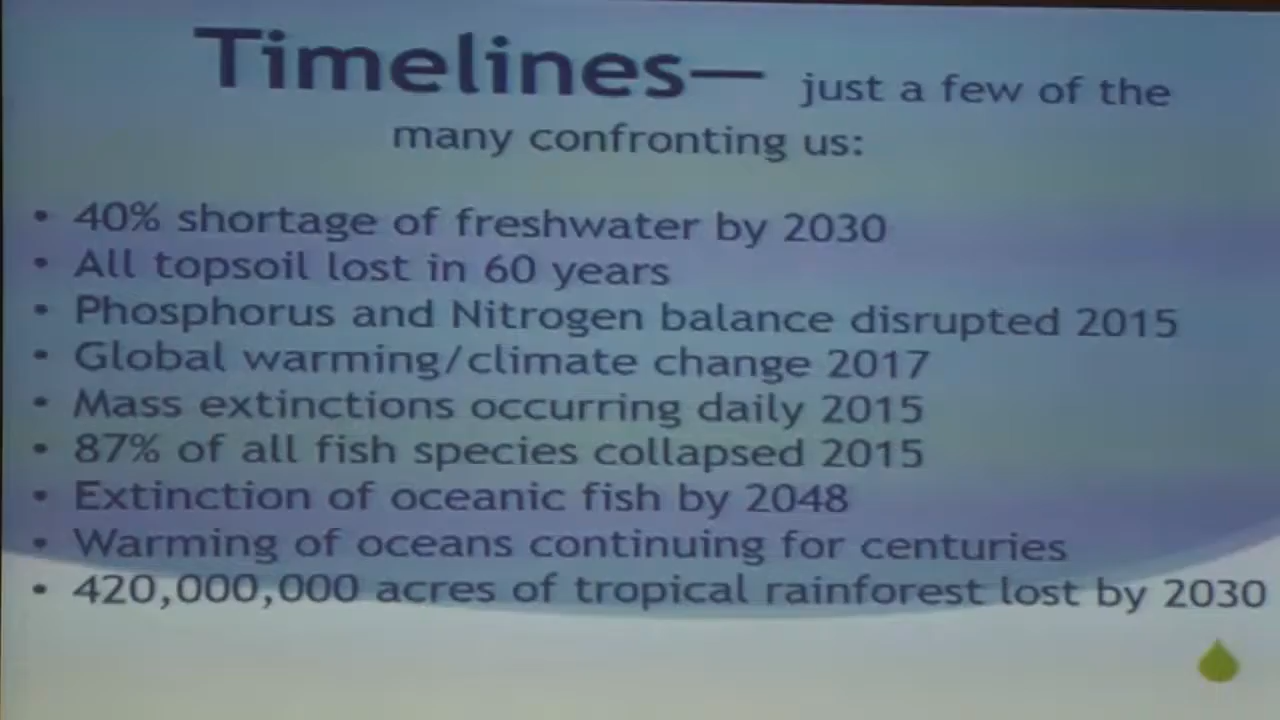 Timelines— just a few of the
many confronting us:
• 40% shortage of freshwater by 2030
• All topsoil lost in 60 years
• Phosphorus and Nitrogen balance disrupted 2015
• Global warming/climate change 2017
• Mass extinctions occurring daily 2015
• 87% of all fish species collapsed 2015
• Extinction of oceanic fish by 2048
• Warming of oceans continuing for centuries
• 420,000,000 acres of tropical rainforest lost by 2030